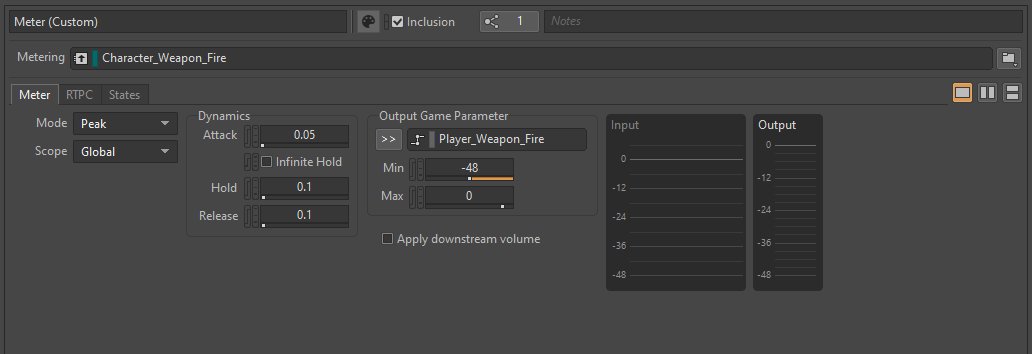 Meter (Custom) Inclusion 1 Notes
Metering Character_Weapon_Fire
Meter RTPC States
Mode Peak
Scope Global
Dynamics
Attack 0.05
Infinite Hold
Hold 0.1
Release 0.1
Output Game Parameter
>> Player_Weapon_Fire
Min -48
Max 0
Apply downstream volume
Input
0
-12
-24
-36
-48
Output
0
-12
-24
-36
-48